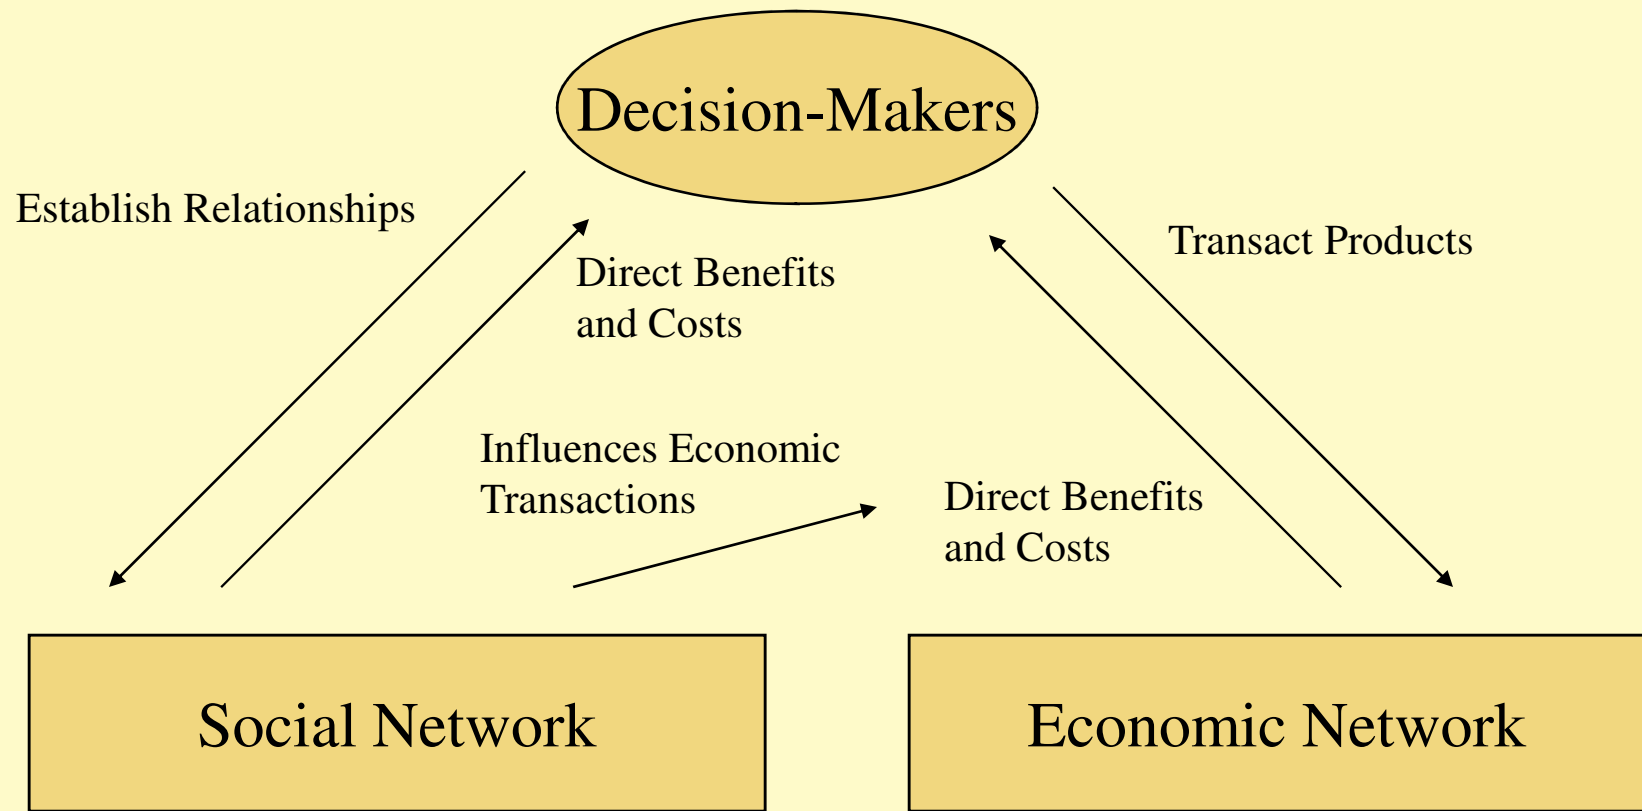 Decision-Makers
Establish Relationships
Transact Products
Direct Benefits
and Costs
Influences Economic
Transactions
Direct Benefits
and Costs
Social Network
Economic Network